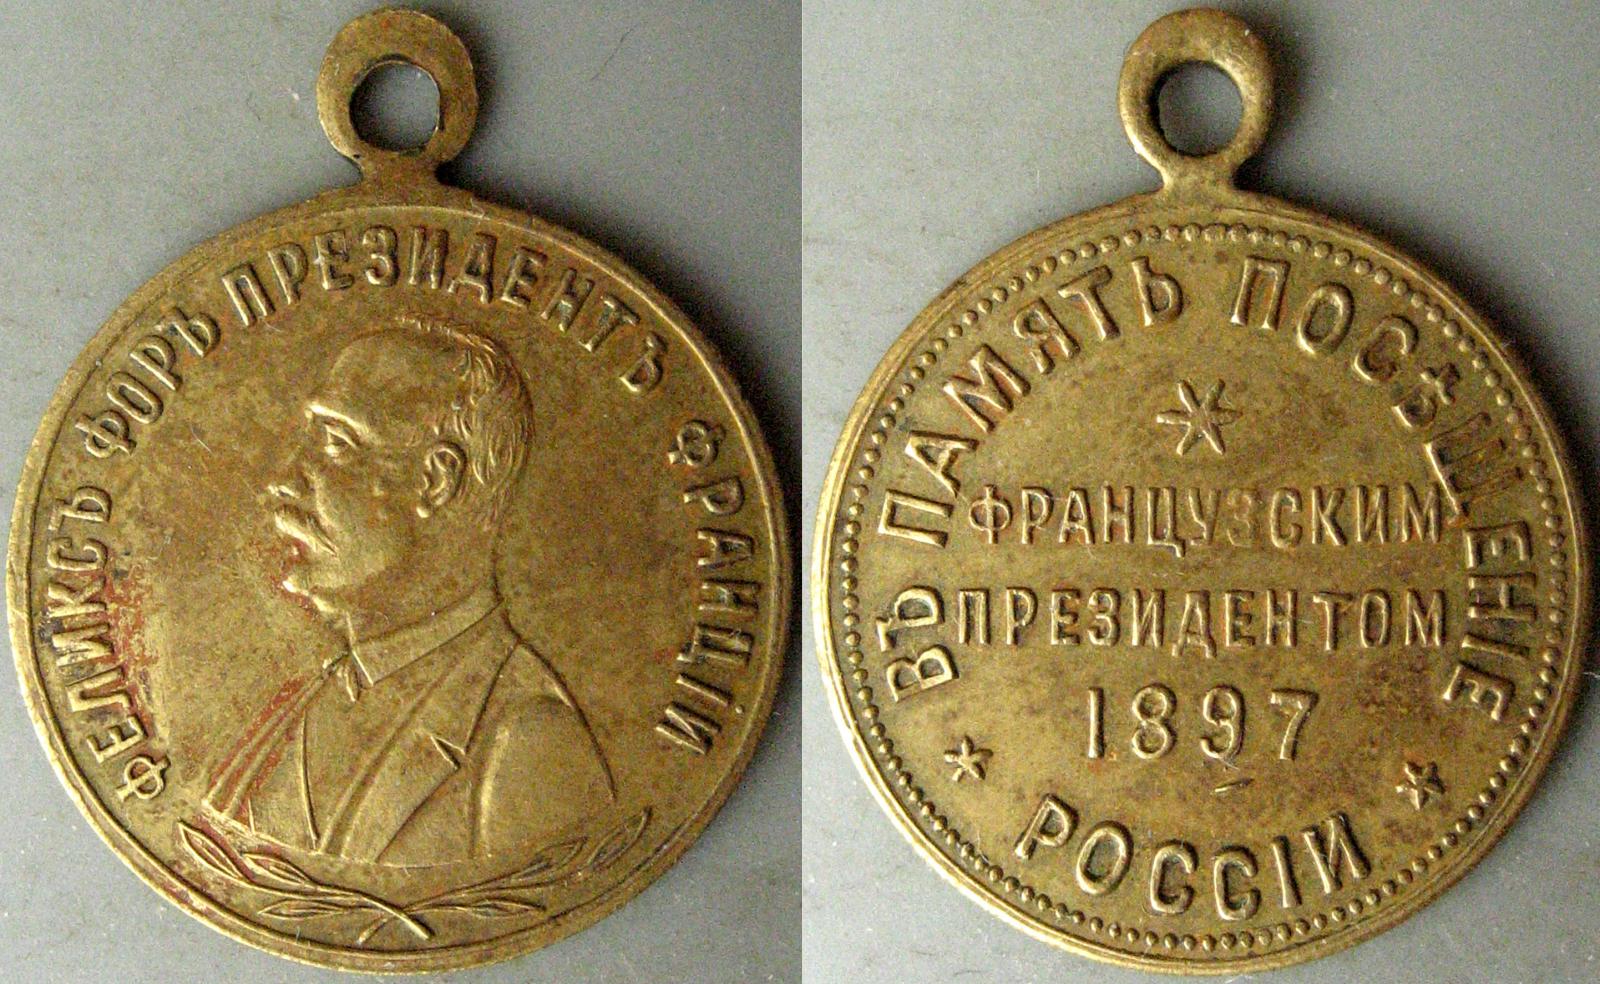 ФЕЛИКСЪ ФОРЪ ПРЕЗИДЕНТЪ ФРАНЦІИ
ВЪ ПАМЯТЬ ПОСѢЩЕНІЕ
ФРАНЦУЗСКИМ
ПРЕЗИДЕНТОМ
1897
РОССІИ